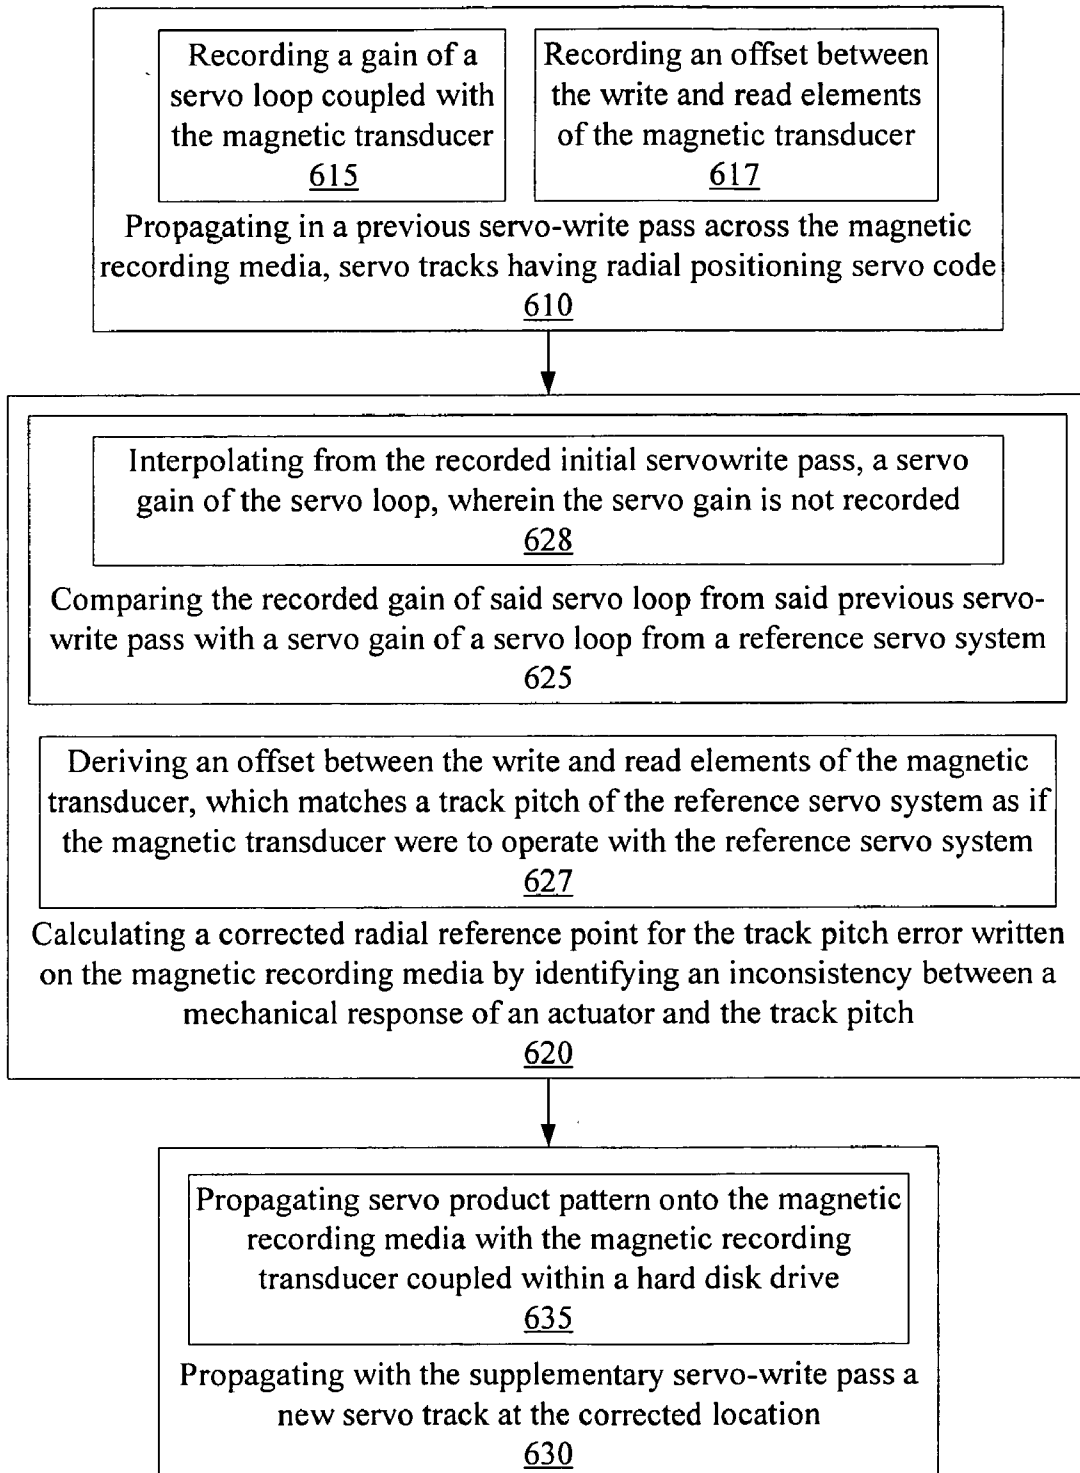 Recording a gain of a
servo loop coupled with
the magnetic transducer
615
Recording an offset between
the write and read elements
of the magnetic transducer
617
Propagating in a previous servo-write pass across the magnetic
recording media, servo tracks having radial positioning servo code
610
Interpolating from the recorded initial servowrite pass, a servo
gain of the servo loop, wherein the servo gain is not recorded
628
Comparing the recorded gain of said servo loop from said previous servo-
write pass with a servo gain of a servo loop from a reference servo system
625
Deriving an offset between the write and read elements of the magnetic
transducer, which matches a track pitch of the reference servo system as if
the magnetic transducer were to operate with the reference servo system
627
Calculating a corrected radial reference point for the track pitch error written
on the magnetic recording media by identifying an inconsistency between a
mechanical response of an actuator and the track pitch
620
Propagating servo product pattern onto the magnetic
recording media with the magnetic recording
transducer coupled within a hard disk drive
635
Propagating with the supplementary servo-write pass a
new servo track at the corrected location
630